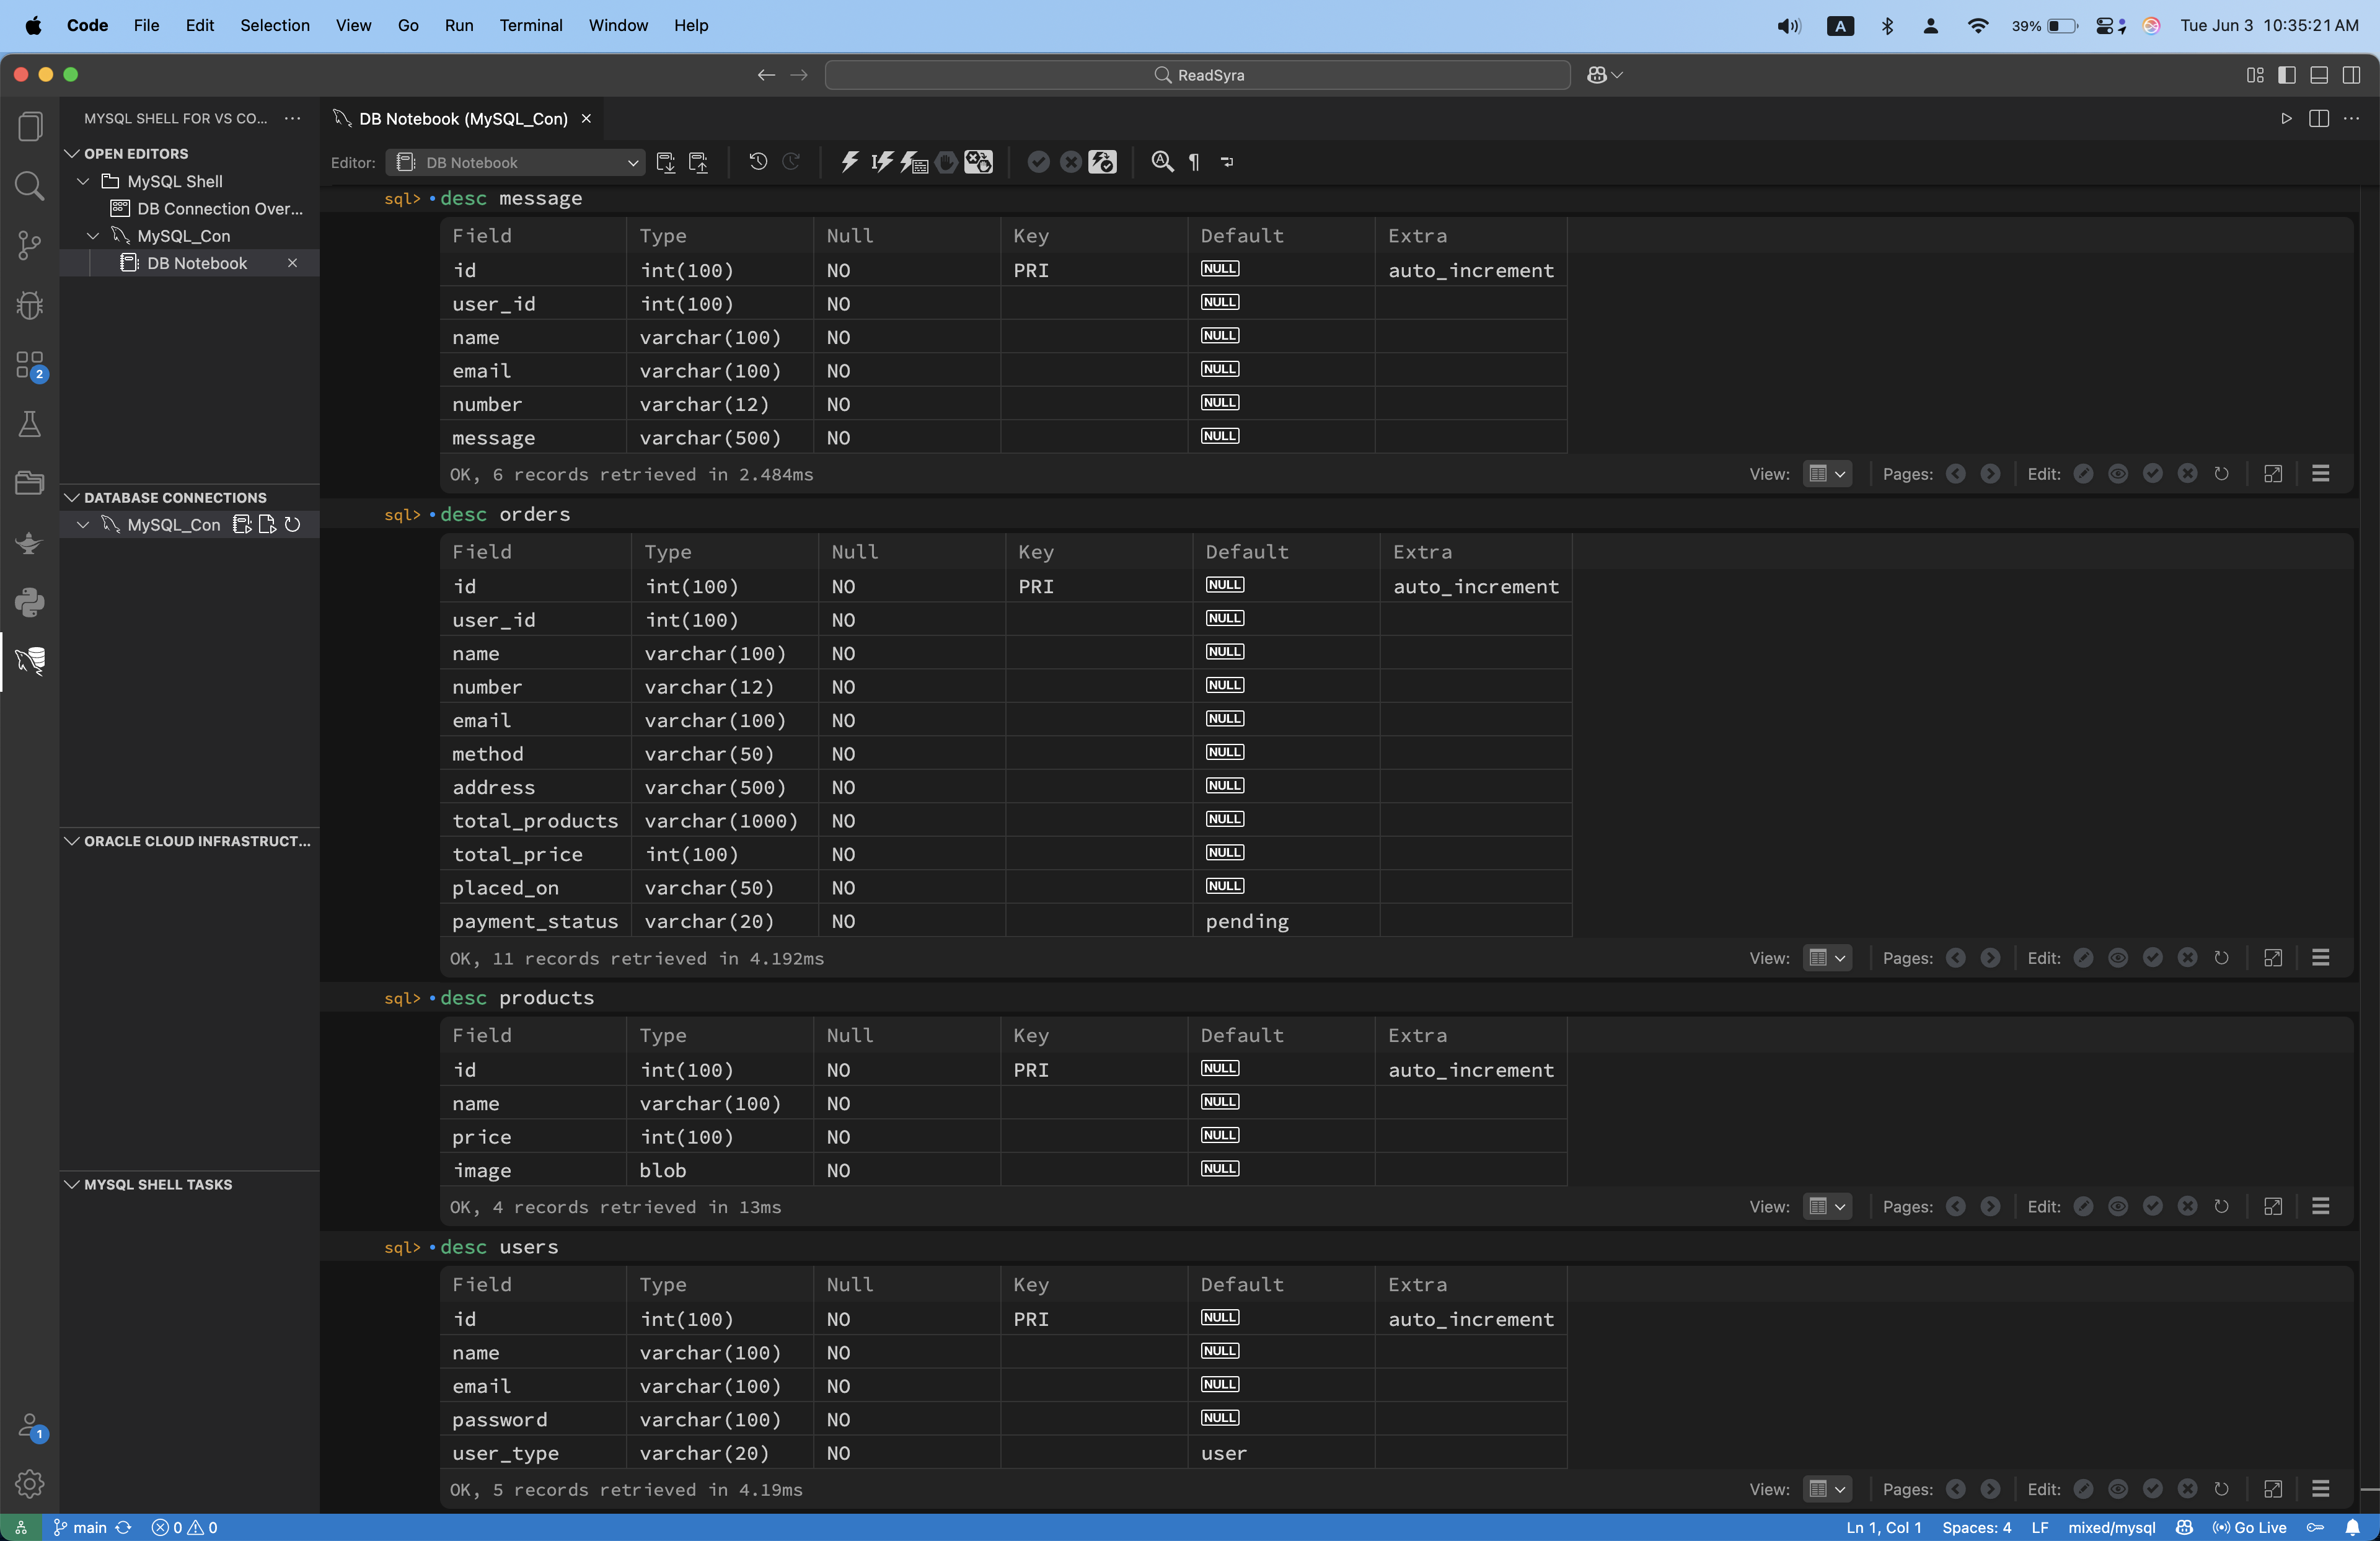 Code File Edit Selection View Go Run Terminal Window Help A 39% Tue Jun 3 10:35:21 AM
ReadSyra
MYSQL SHELL FOR VS CO... ···
OPEN EDITORS
MySQL Shell
DB Connection Over...
MySQL_Con
DB Notebook
2
DATABASE CONNECTIONS
MySQL_Con
ORACLE CLOUD INFRASTRUCT...
MYSQL SHELL TASKS
1
DB Notebook (MySQL_Con)
Editor: DB Notebook
sql> desc message
Field Type Null Key Default Extra
id int(100) NO PRI NULL auto_increment
user_id int(100) NO NULL
name varchar(100) NO NULL
email varchar(100) NO NULL
number varchar(12) NO NULL
message varchar(500) NO NULL
OK, 6 records retrieved in 2.484ms View: Pages: Edit:
sql> desc orders
Field Type Null Key Default Extra
id int(100) NO PRI NULL auto_increment
user_id int(100) NO NULL
name varchar(100) NO NULL
number varchar(12) NO NULL
email varchar(100) NO NULL
method varchar(50) NO NULL
address varchar(500) NO NULL
total_products varchar(1000) NO NULL
total_price int(100) NO NULL
placed_on varchar(50) NO NULL
payment_status varchar(20) NO pending
OK, 11 records retrieved in 4.192ms View: Pages: Edit:
sql> desc products
Field Type Null Key Default Extra
id int(100) NO PRI NULL auto_increment
name varchar(100) NO NULL
price int(100) NO NULL
image blob NO NULL
OK, 4 records retrieved in 13ms View: Pages: Edit:
sql> desc users
Field Type Null Key Default Extra
id int(100) NO PRI NULL auto_increment
name varchar(100) NO NULL
email varchar(100) NO NULL
password varchar(100) NO NULL
user_type varchar(20) NO user
OK, 5 records retrieved in 4.19ms View: Pages: Edit:
main 0 0 Ln 1, Col 1 Spaces: 4 LF mixed/mysql Go Live